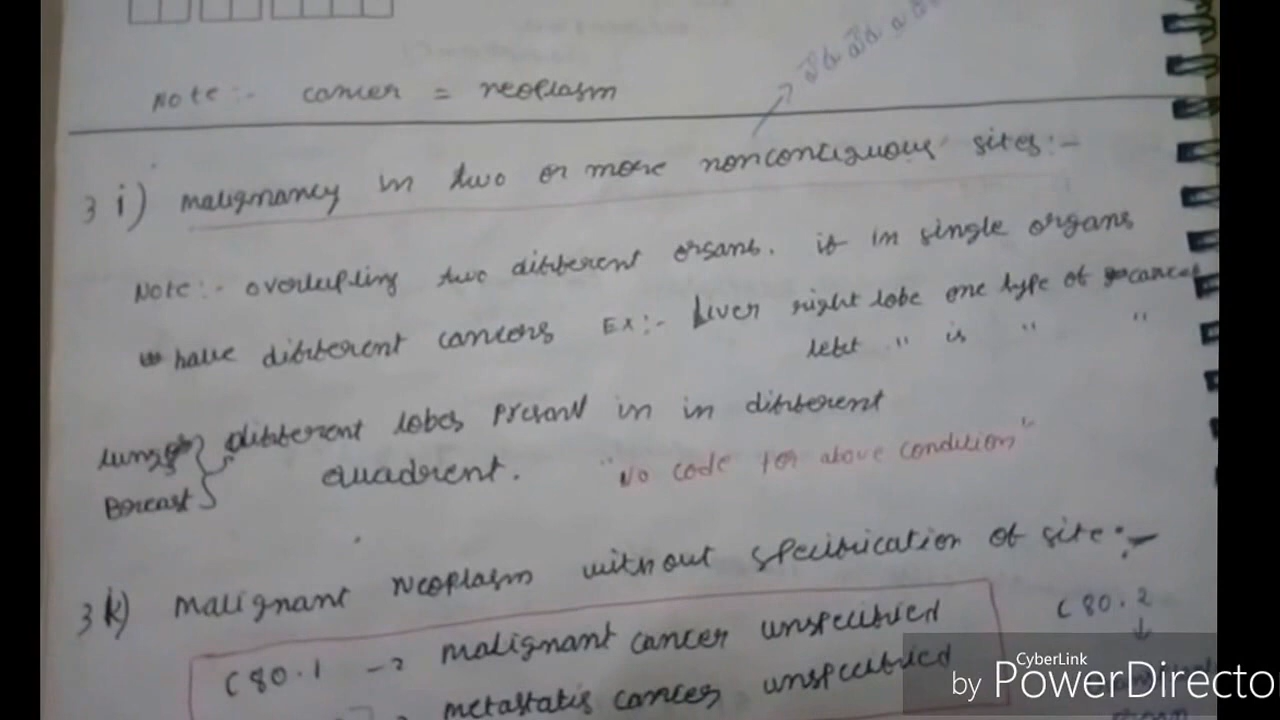 Note:- cancer = neoplasm
3 i) malignancy in two or more noncontiguous sites:-
Note:- overlupling two different organs. if in single organs
have different cancers Ex:- Liver right lobe one type of cancer
left " is " "
Lungs
Breast
different lobes present in in different
quadrent.
"No code for above condition"
3k) malignant neoplasm without specification of site:-
C80.1 -> malignant cancer unspecified
metastatis cancer unspecified
C80.2
CyberLink
by PowerDirecto